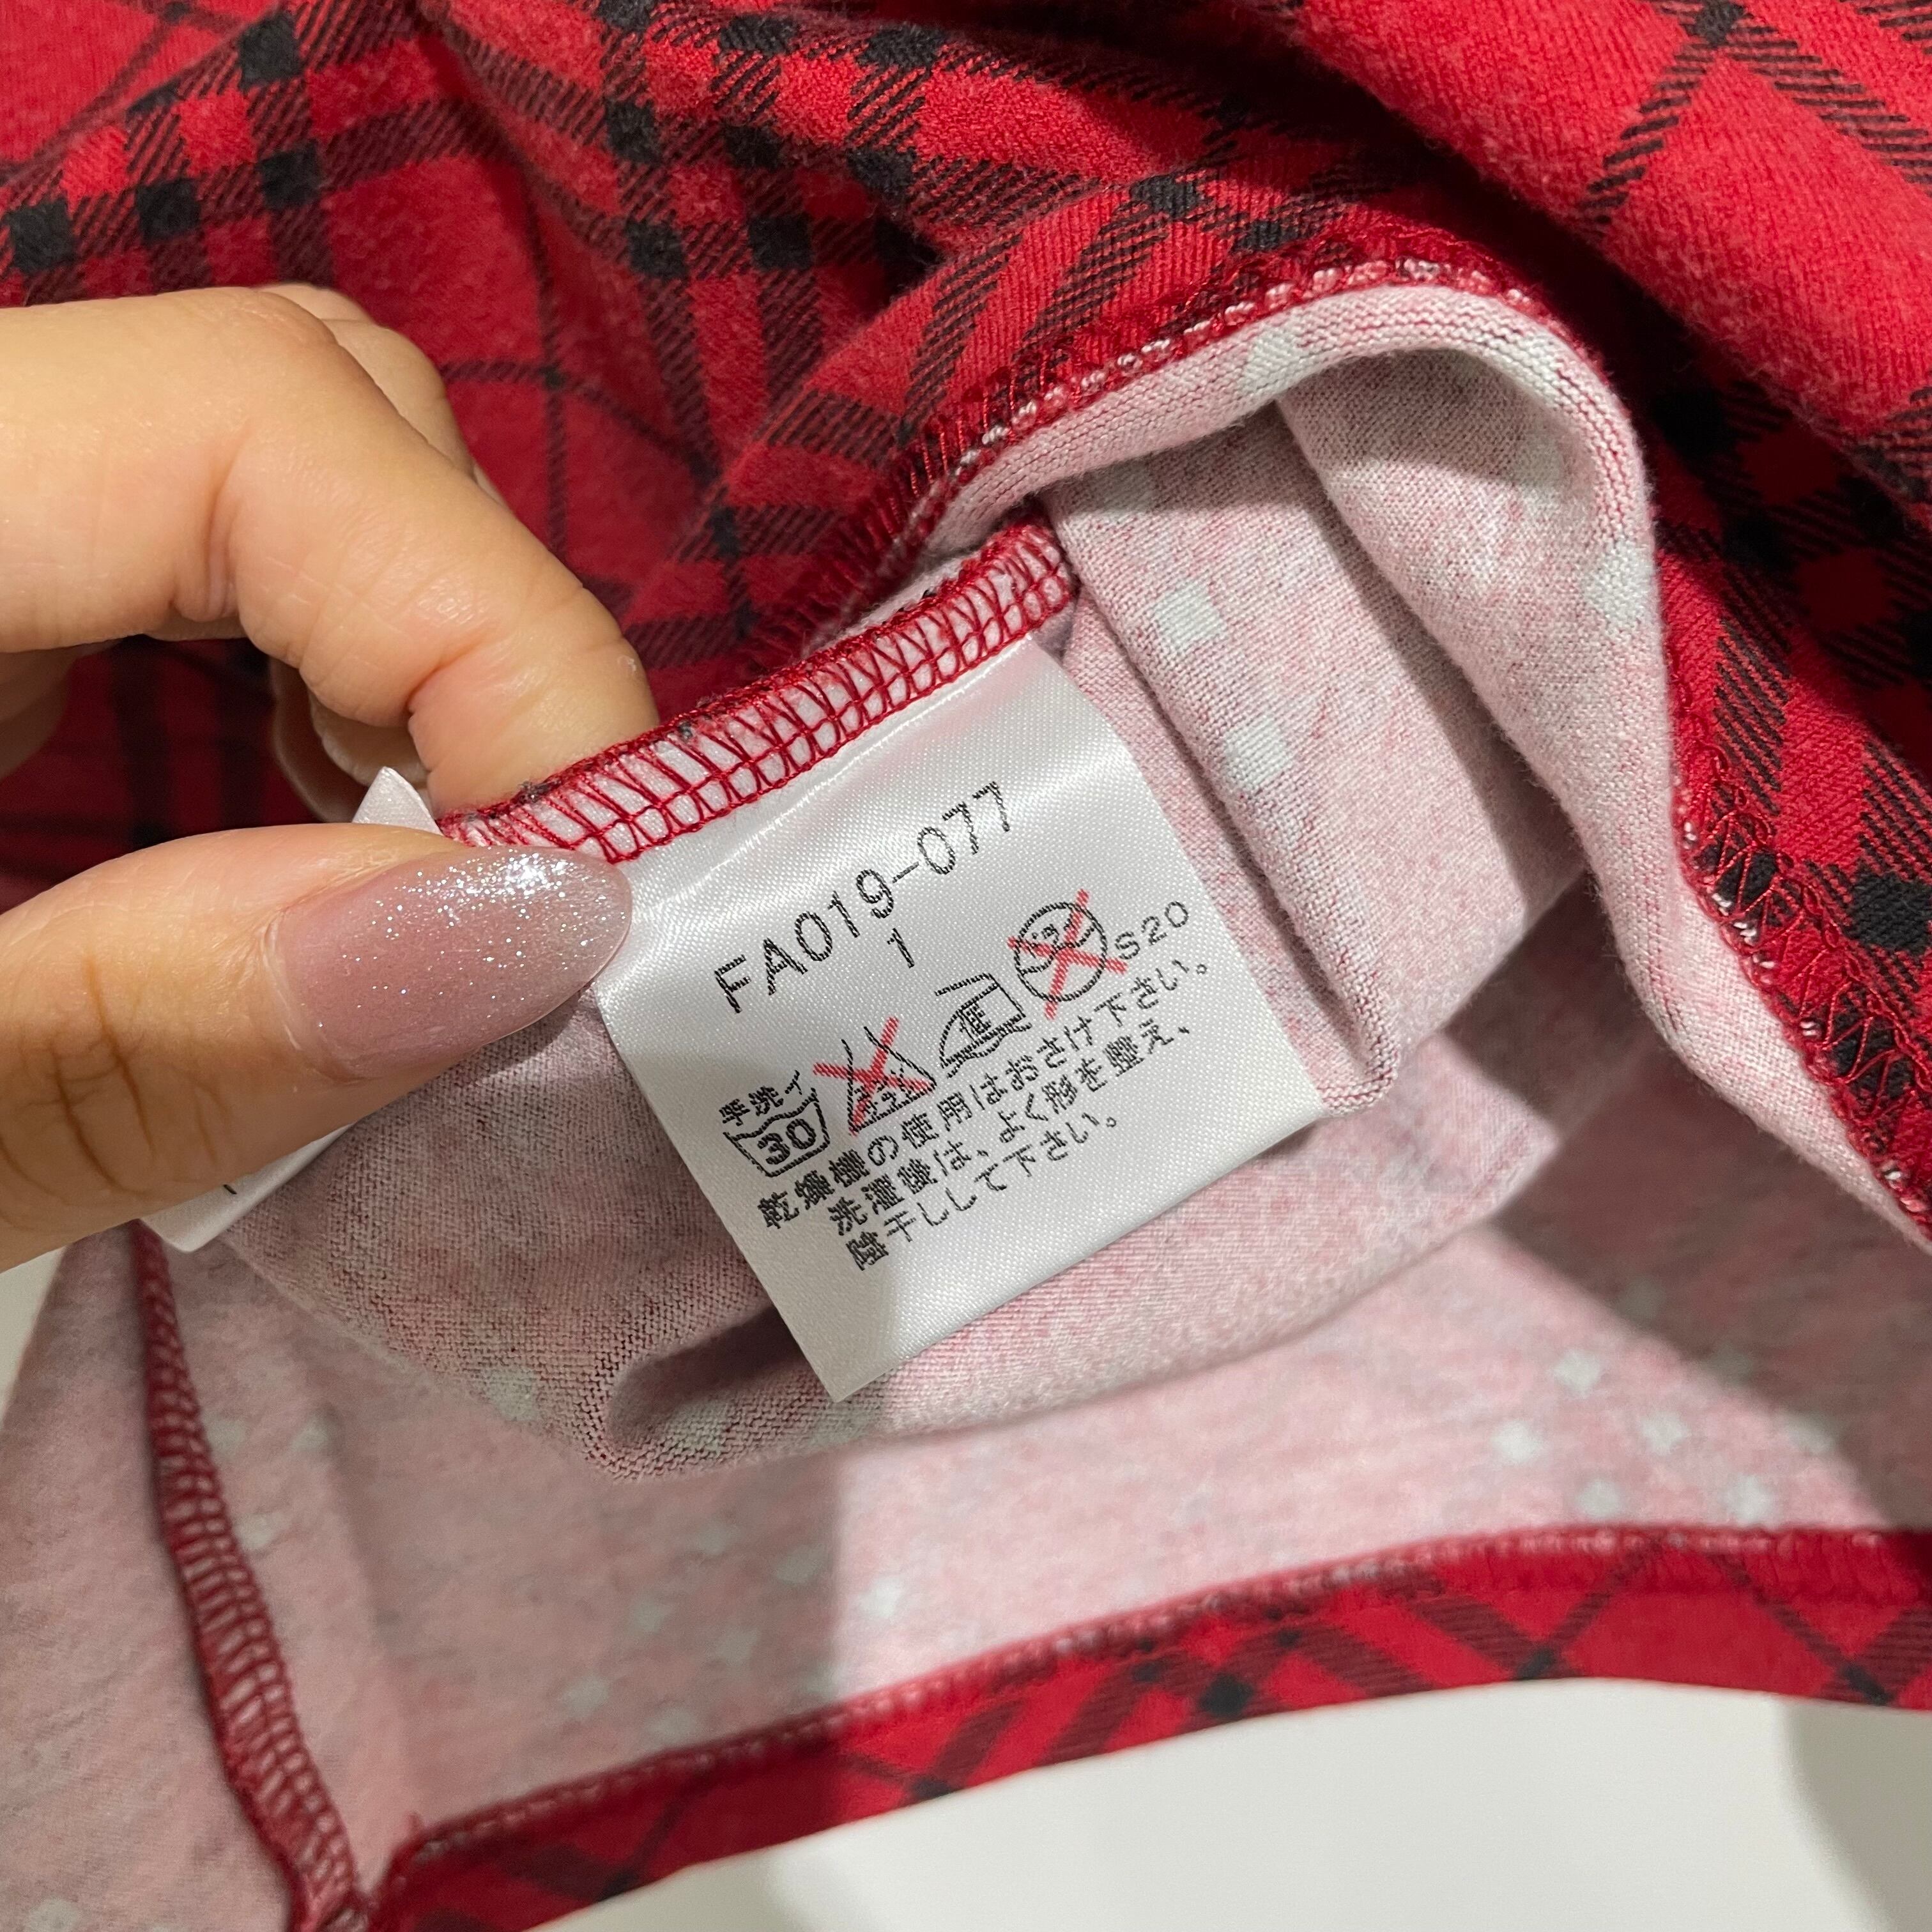 FA019-077
1
手洗イ
30
低
S20
乾燥機の使用はおさけ下さい。
洗濯後は、よく形を整え、
陰干しして下さい。